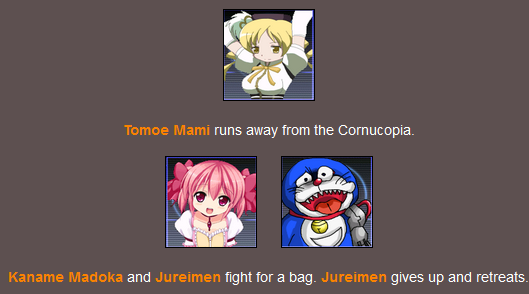 Tomoe Mami runs away from the Cornucopia.
Kaname Madoka and Jureimen fight for a bag. Jureimen gives up and retreats.